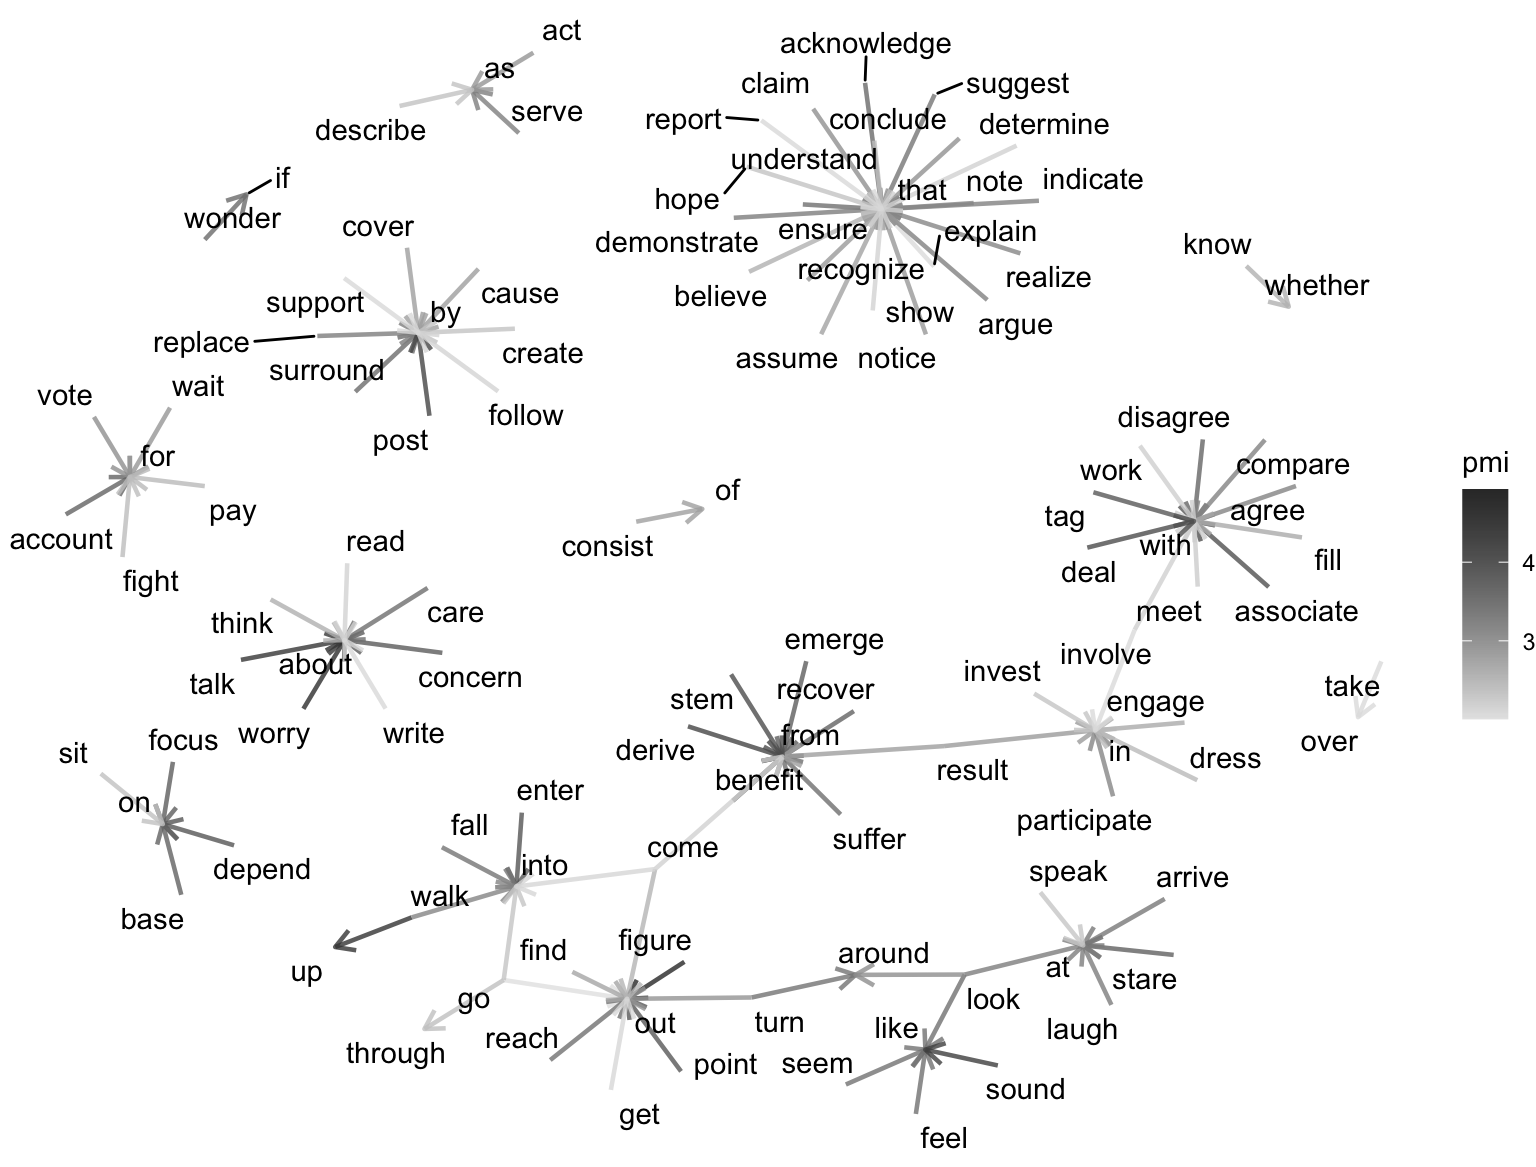 act
as
serve
describe
if
wonder
acknowledge
claim
suggest
report
conclude
determine
understand
hope
that
note
indicate
demonstrate
ensure
explain
recognize
realize
believe
show
argue
assume
notice
know
whether
cover
support
by
cause
replace
create
surround
follow
post
vote
wait
for
pay
account
fight
of
consist
disagree
work
compare
tag
agree
with
fill
deal
meet
associate
pmi
4
3
read
think
care
about
talk
concern
worry
write
emerge
stem
recover
from
derive
benefit
result
suffer
invest
involve
engage
in
dress
participate
take
over
sit
focus
on
depend
base
enter
fall
into
come
walk
up
find
figure
go
out
through
reach
turn
point
get
around
look
like
seem
sound
feel
speak
arrive
at
stare
laugh